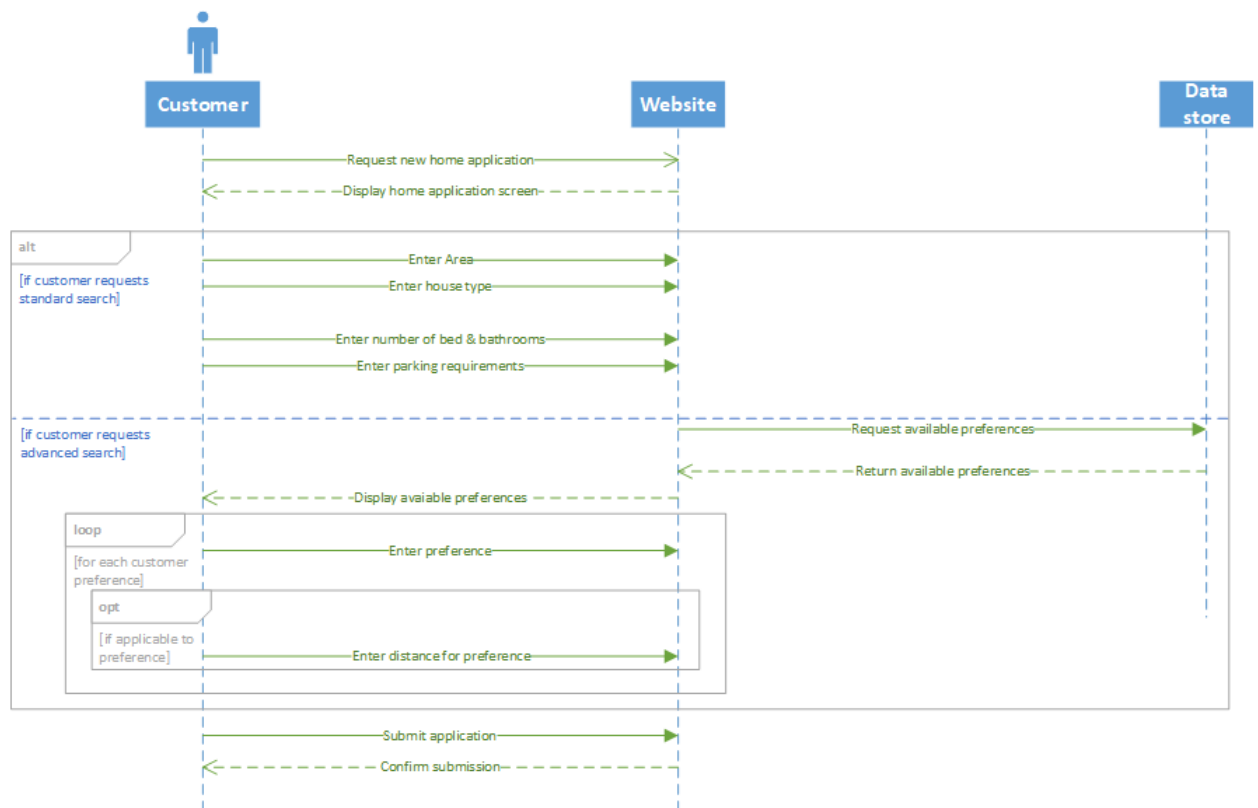 Customer
Website
Data
store
Request new home application
Display home application screen
alt
[if customer requests
standard search]
Enter Area
Enter house type
Enter number of bed & bathrooms
Enter parking requirements
[if customer requests
advanced search]
Request available preferences
Return available preferences
Display avaiable preferences
loop
[for each customer
preference]
Enter preference
opt
[if applicable to
preference]
Enter distance for preference
Submit application
Confirm submission